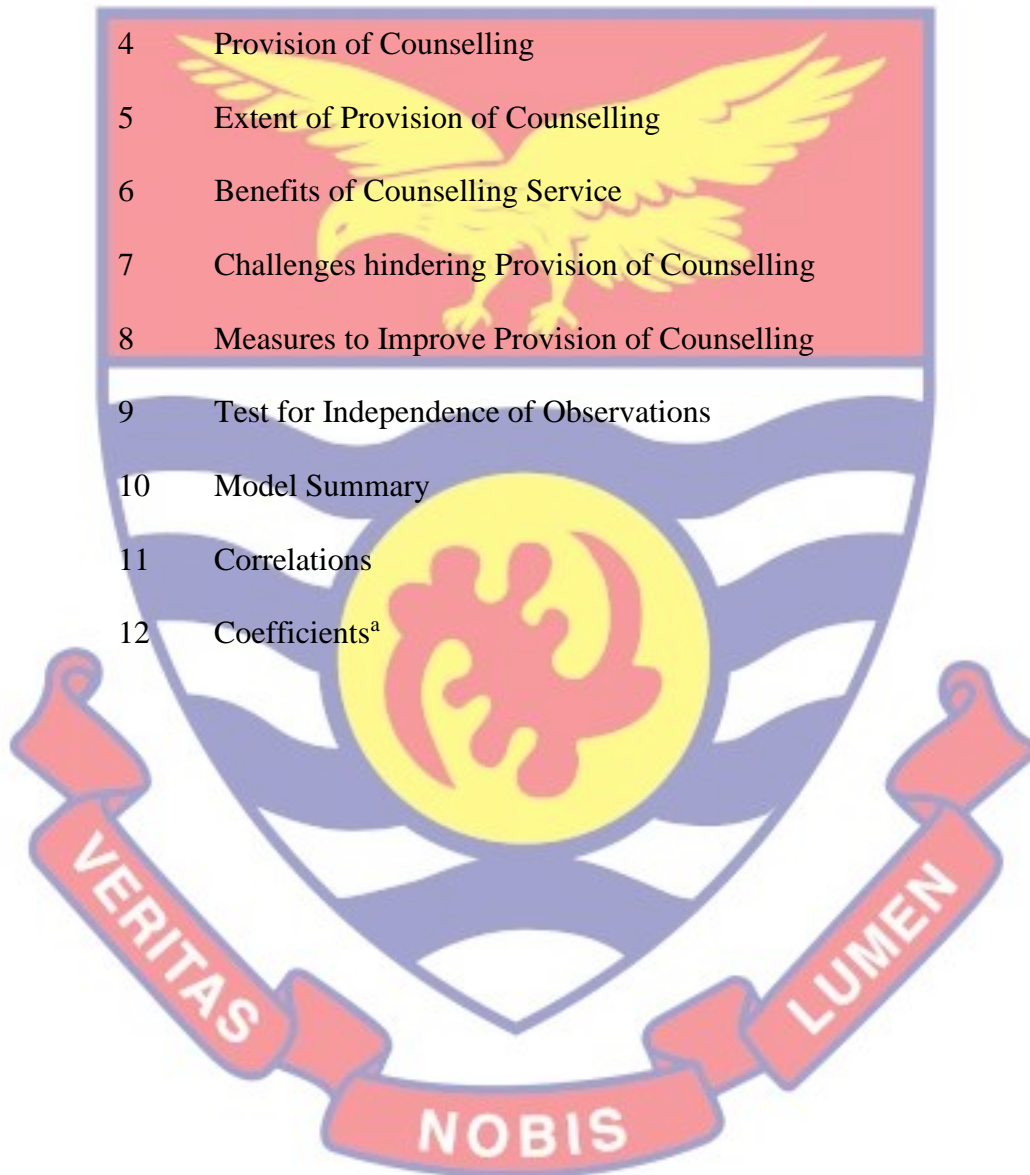 4 Provision of Counselling
5 Extent of Provision of Counselling
6 Benefits of Counselling Service
7 Challenges hindering Provision of Counselling
8 Measures to Improve Provision of Counselling
9 Test for Independence of Observations
10 Model Summary
11 Correlations
12 Coefficientsᵃ
VERITAS
NOBIS
LUMEN